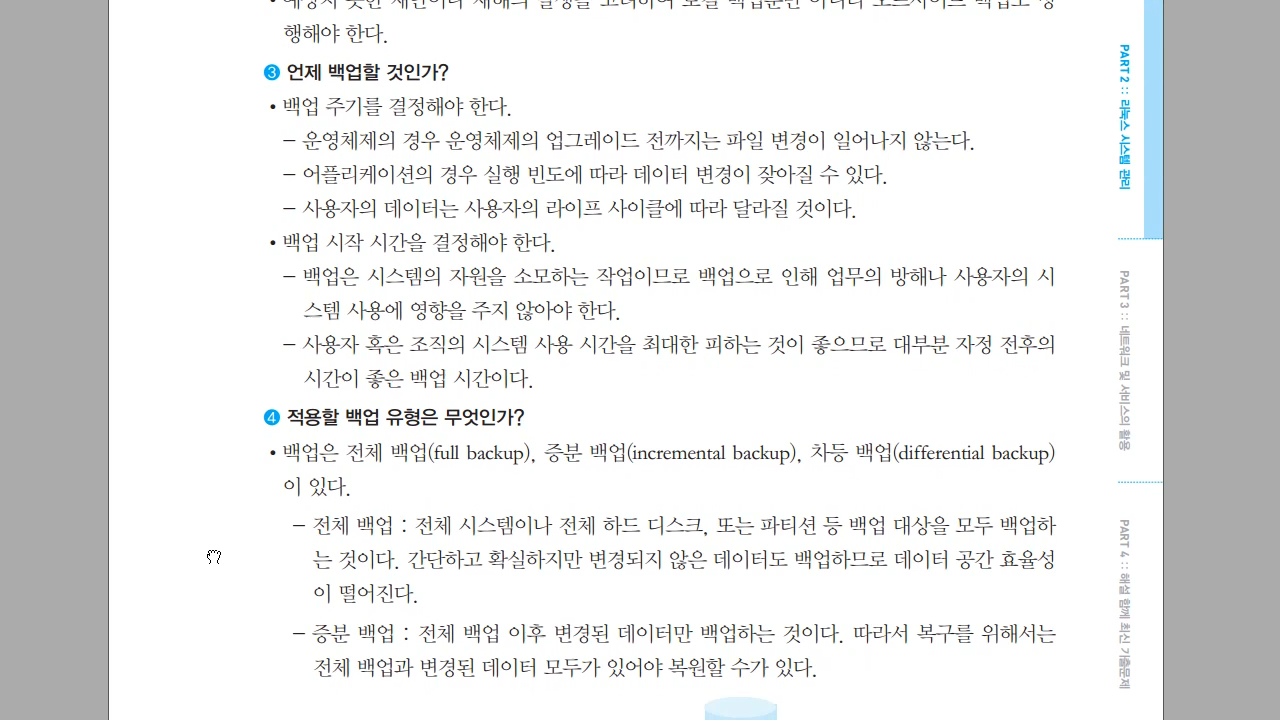 행해야 한다.
❸ 언제 백업할 것인가?
• 백업 주기를 결정해야 한다.
– 운영체제의 경우 운영체제의 업그레이드 전까지는 파일 변경이 일어나지 않는다.
– 어플리케이션의 경우 실행 빈도에 따라 데이터 변경이 잦아질 수 있다.
– 사용자의 데이터는 사용자의 라이프 사이클에 따라 달라질 것이다.
• 백업 시작 시간을 결정해야 한다.
– 백업은 시스템의 자원을 소모하는 작업이므로 백업으로 인해 업무의 방해나 사용자의 시
스템 사용에 영향을 주지 않아야 한다.
– 사용자 혹은 조직의 시스템 사용 시간을 최대한 피하는 것이 좋으므로 대부분 자정 전후의
시간이 좋은 백업 시간이다.
❹ 적용할 백업 유형은 무엇인가?
• 백업은 전체 백업(full backup), 증분 백업(incremental backup), 차등 백업(differential backup)
이 있다.
– 전체 백업 : 전체 시스템이나 전체 하드 디스크, 또는 파티션 등 백업 대상을 모두 백업하
는 것이다. 간단하고 확실하지만 변경되지 않은 데이터도 백업하므로 데이터 공간 효율성
이 떨어진다.
– 증분 백업 : 전체 백업 이후 변경된 데이터만 백업하는 것이다. 따라서 복구를 위해서는
전체 백업과 변경된 데이터 모두가 있어야 복원할 수가 있다.
PART 2 :: 리눅스 시스템 관리
PART 3 :: 네트워크 및 서비스의 활용
PART 4 :: 해설 함께 최신 기출문제